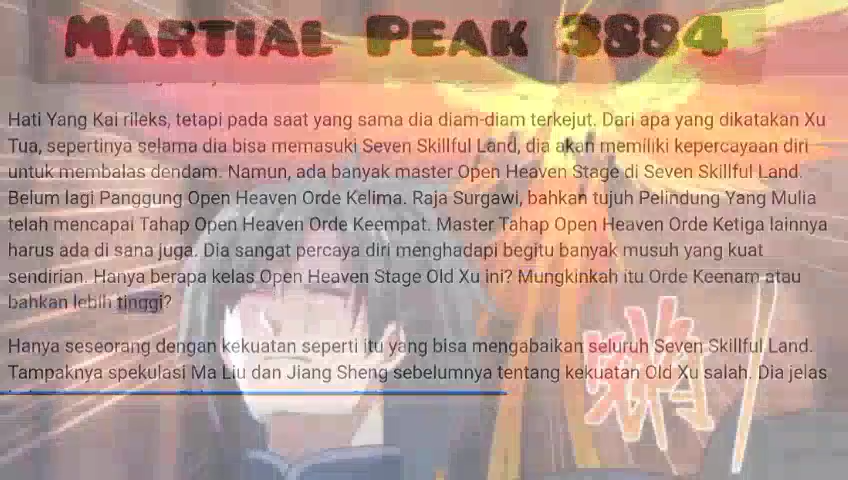 MARTIAL PEAK 3884
Hati Yang Kai rileks, tetapi pada saat yang sama dia diam-diam terkejut. Dari apa yang dikatakan Xu
Tua, sepertinya selama dia bisa memasuki Seven Skillful Land, dia akan memiliki kepercayaan diri
untuk membalas dendam. Namun, ada banyak master Open Heaven Stage di Seven Skillful Land.
Belum lagi Panggung Open Heaven Orde Kelima. Raja Surgawi, bahkan tujuh Pelindung Yang Mulia
telah mencapai Tahap Open Heaven Orde Keempat. Master Tahap Open Heaven Orde Ketiga lainnya
harus ada di sana juga. Dia sangat percaya diri menghadapi begitu banyak musuh yang kuat
sendirian. Hanya berapa kelas Open Heaven Stage Old Xu ini? Mungkinkah itu Orde Keenam atau
bahkan lebih tinggi?
Hanya seseorang dengan kekuatan seperti itu yang bisa mengabaikan seluruh Seven Skillful Land.
Tampaknya spekulasi Ma Liu dan Jiang Sheng sebelumnya tentang kekuatan Old Xu salah. Dia jelas